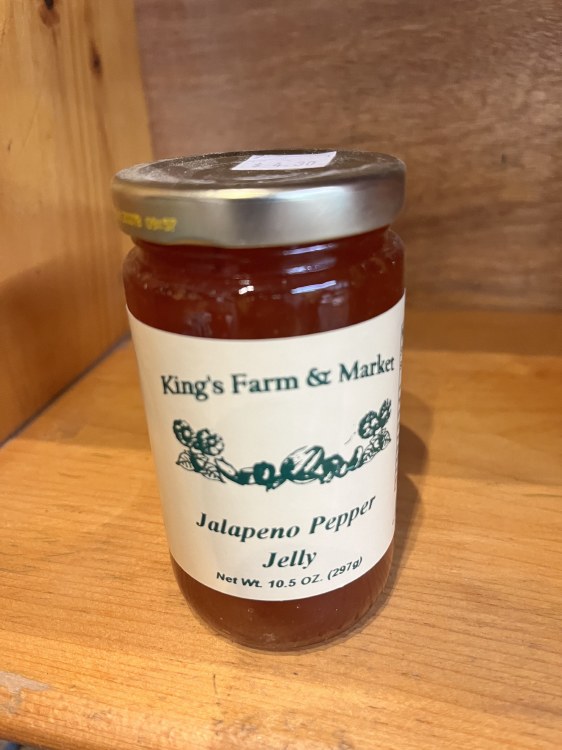 King's Farm & Market
Jalapeno Pepper
Jelly
Net Wt. 10.5 OZ. (297g)